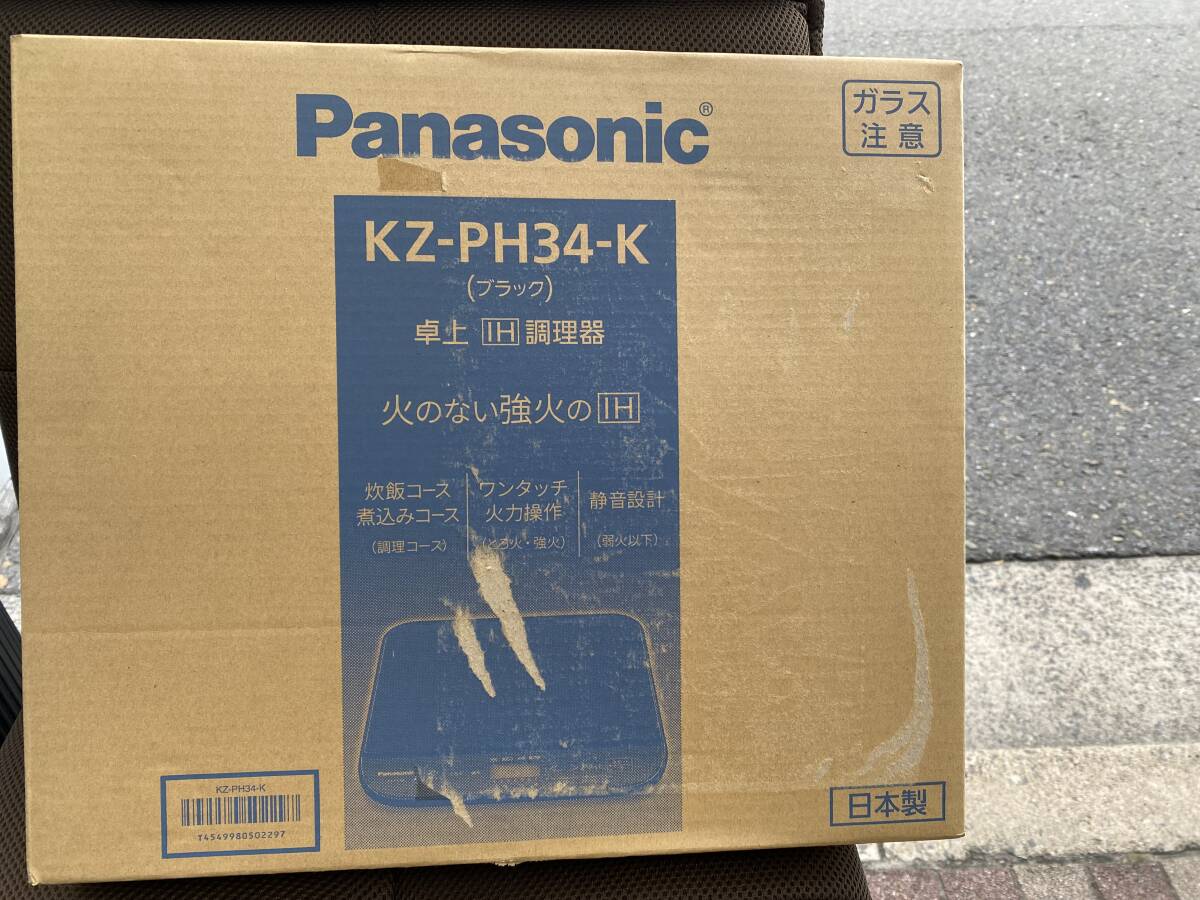 Panasonic®
ガラス
注意
KZ-PH34-K
(ブラック)
卓上 IH 調理器
火のない強火の IH
炊飯コース
煮込みコース
(調理コース)
ワンタッチ
火力操作
(とろ火・強火)
静音設計
(弱火以下)
Panasonic
KZ-PH34-K
T4549980502297
日本製